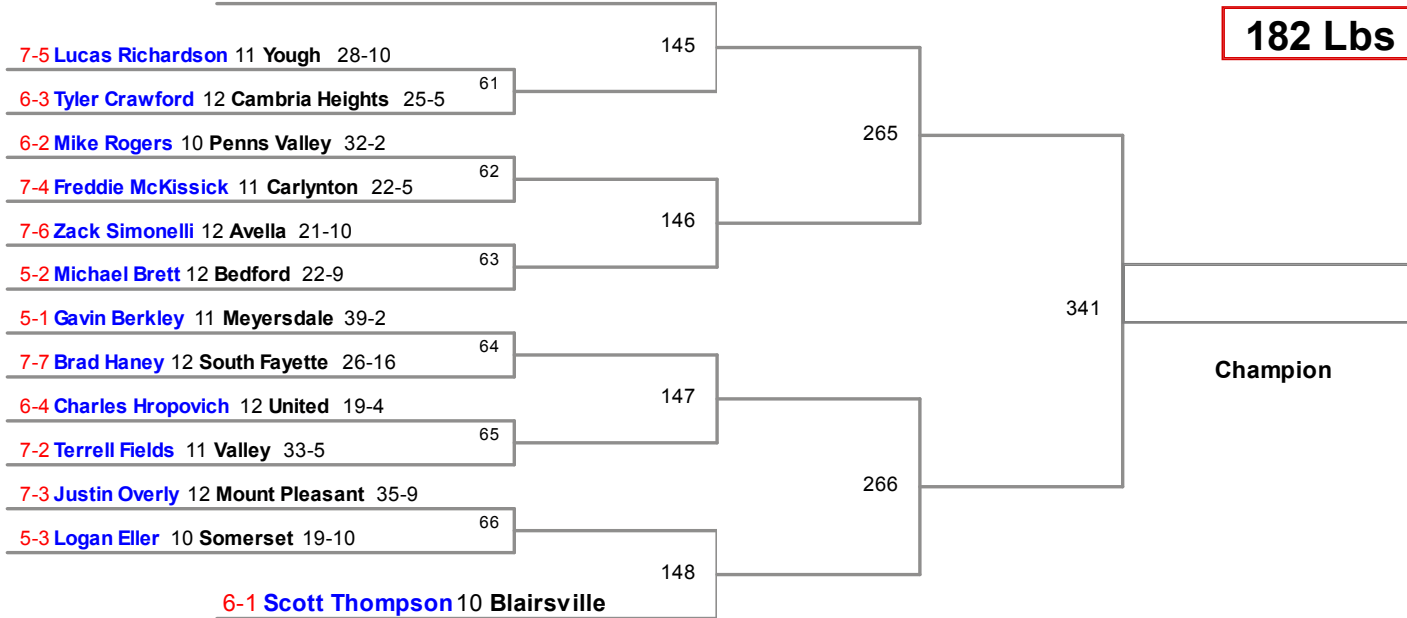 182 Lbs
145
7-5 Lucas Richardson 11 Yough 28-10
61
6-3 Tyler Crawford 12 Cambria Heights 25-5
265
6-2 Mike Rogers 10 Penns Valley 32-2
62
7-4 Freddie McKissick 11 Carlynton 22-5
146
7-6 Zack Simonelli 12 Avella 21-10
63
5-2 Michael Brett 12 Bedford 22-9
341
5-1 Gavin Berkley 11 Meyersdale 39-2
64
7-7 Brad Haney 12 South Fayette 26-16
Champion
147
6-4 Charles Hropovich 12 United 19-4
65
7-2 Terrell Fields 11 Valley 33-5
266
7-3 Justin Overly 12 Mount Pleasant 35-9
66
5-3 Logan Eller 10 Somerset 19-10
148
6-1 Scott Thompson 10 Blairsville